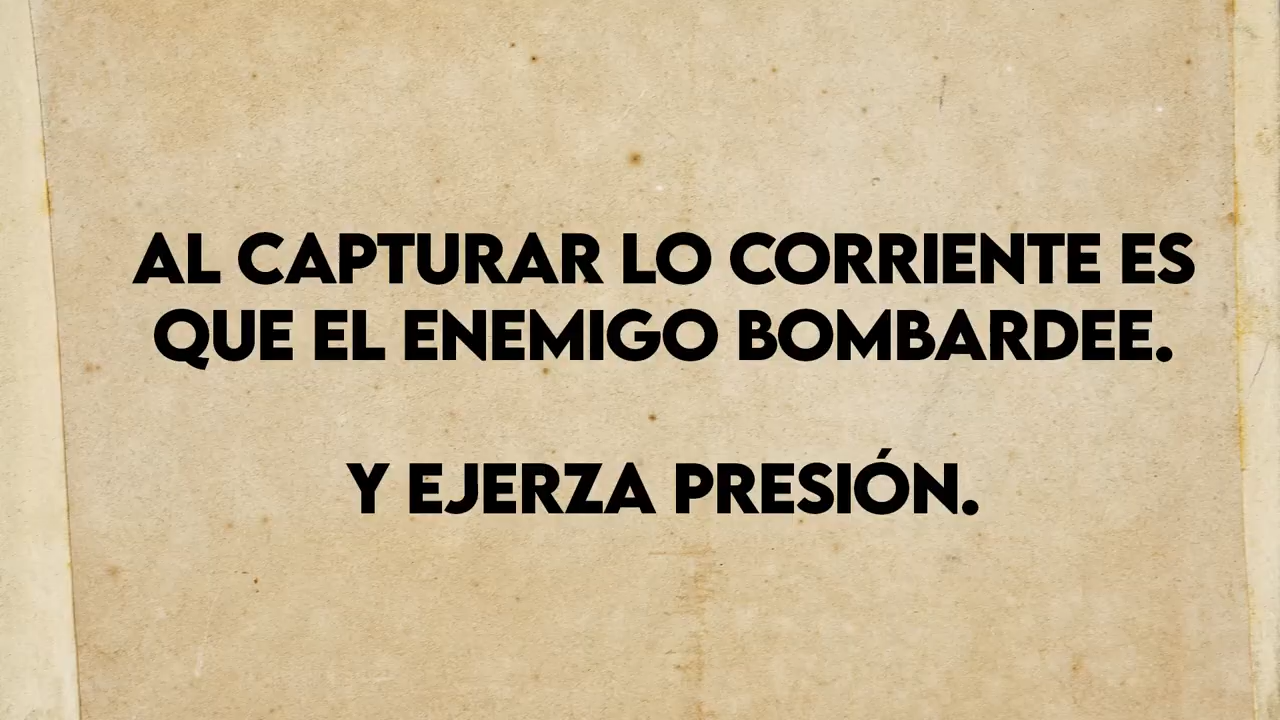 AL CAPTURAR LO CORRIENTE ES
QUE EL ENEMIGO BOMBARDEE.
Y EJERZA PRESIÓN.